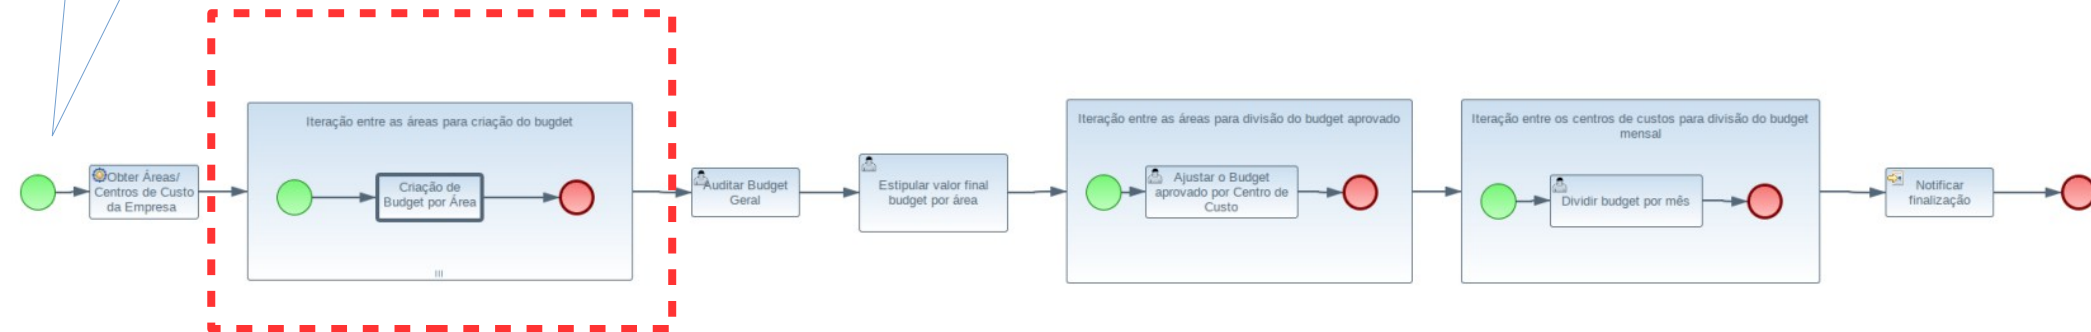 Obter Áreas/
Centros de Custo
da Empresa
Iteração entre as áreas para criação do bugdet
Criação de
Budget por Área
Auditar Budget
Geral
Estipular valor final
budget por área
Iteração entre as áreas para divisão do budget aprovado
Ajustar o Budget
aprovado por Centro de
Custo
Iteração entre os centros de custos para divisão do budget
mensal
Dividir budget por mês
Notificar
finalização